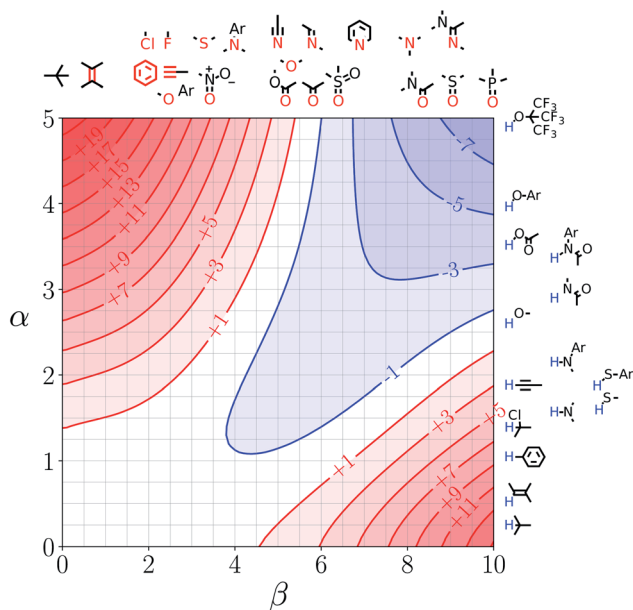 Ar
Cl F S N N N N N N
O
Ar
O N+ O−
O
O O O
S O
O
N O S O P O
5 4 3 2 1 0
α
0 2 4 6 8 10
β
+19
+17
+15
+13
+11
+9
+7
+5
+3
+1
-7
-5
-3
-1
+1
+3
+5
+7
+9
+11
H O CF3
CF3
CF3
H O-Ar
H O O
Ar
H-N O
H-N O
H O-
Ar
H-N
H
S-Ar
H
S
H
H-N
Cl
H
H
H
H